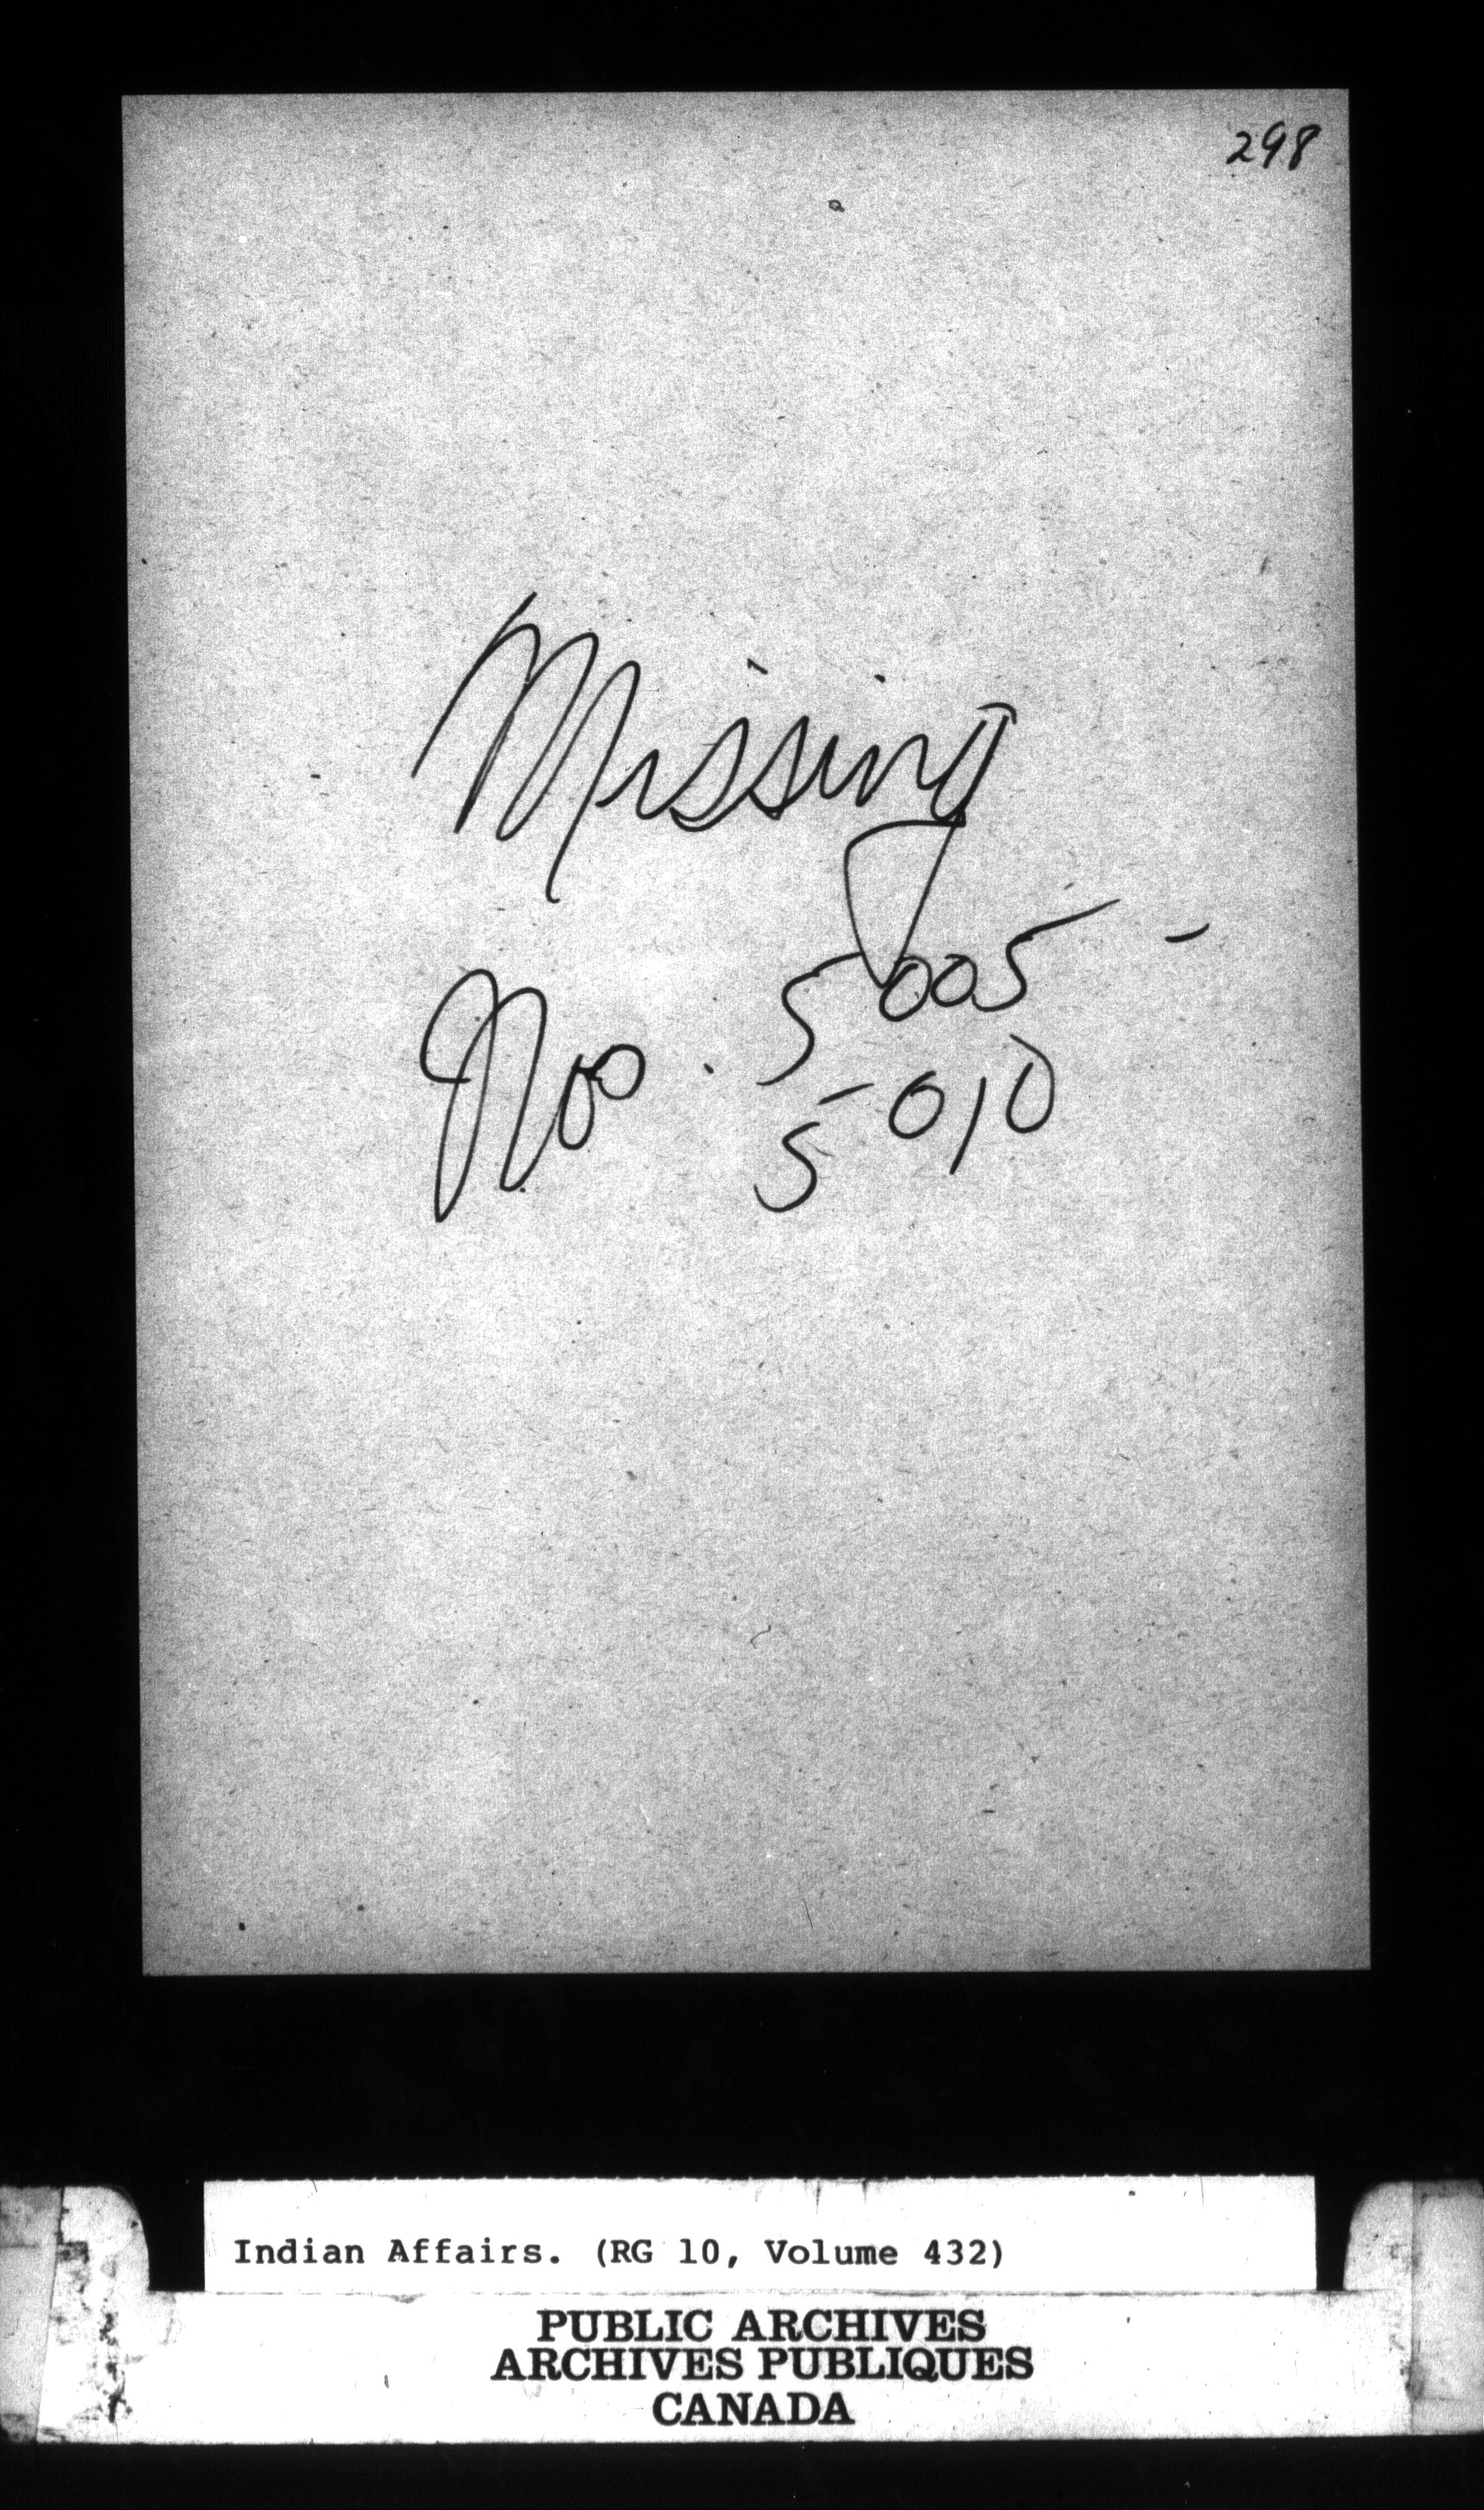 298
Missing
No. 5005 -
5010
Indian Affairs. (RG 10, Volume 432)
PUBLIC ARCHIVES
ARCHIVES PUBLIQUES
CANADA